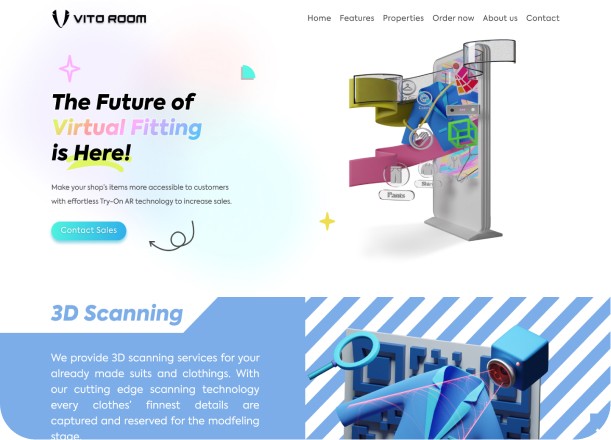 VITO ROOM
Home Features Properties Order now About us Contact
The Future of
Virtual Fitting
is Here!
Make your shop's items more accessible to customers
with effortless Try-On AR technology to increase sales.
Contact Sales
Pants
3D Scanning
We provide 3D scanning services for your
already made suits and clothings. With
our cutting edge scanning technology
every clothes' finnest details are
captured and reserved for the modfeling
stage.